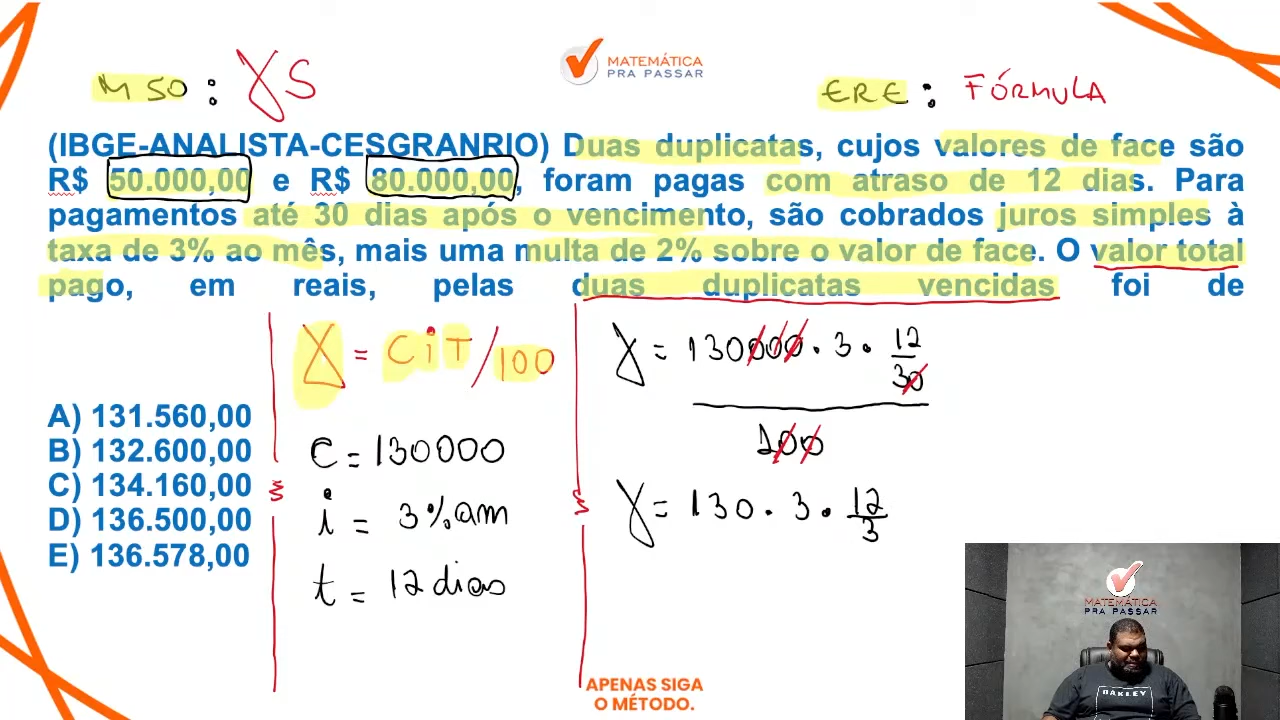 M50: JS
MATEMÁTICA
PRA PASSAR
ERE: FÓRMULA
(IBGE-ANALISTA-CESGRANRIO) Duas duplicatas, cujos valores de face são
R$ 50.000,00 e R$ 80.000,00, foram pagas com atraso de 12 dias. Para
pagamentos até 30 dias após o vencimento, são cobrados juros simples à
taxa de 3% ao mês, mais uma multa de 2% sobre o valor de face. O valor total
pago, em reais, pelas duas duplicatas vencidas foi de
A) 131.560,00
B) 132.600,00
C) 134.160,00
D) 136.500,00
E) 136.578,00
J = CiT/100
C = 130000
i = 3% am
t = 12 dias
J = 130000 . 3 . 12/30
100
J = 130 . 3 . 12/3
MATEMÁTICA
PRA PASSAR
OAKLEY
APENAS SIGA
O MÉTODO.